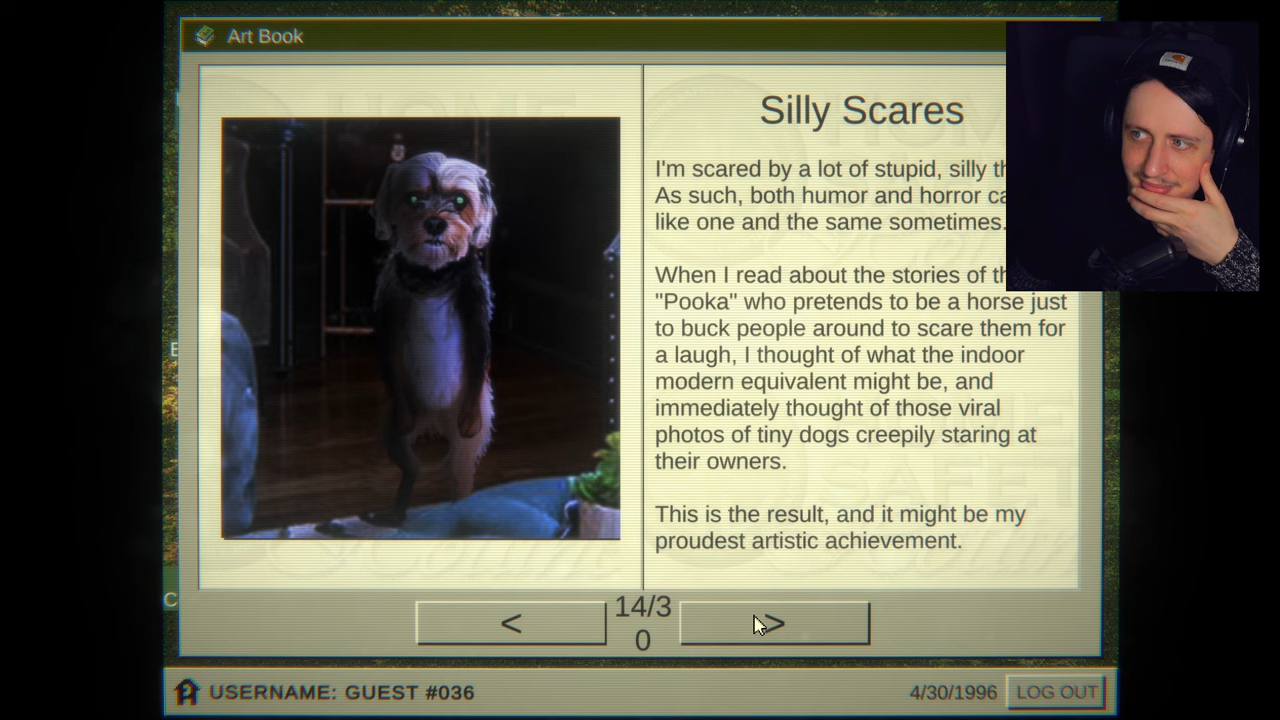 Art Book
Silly Scares
I'm scared by a lot of stupid, silly
As such, both humor and horror
like one and the same sometimes.
When I read about the stories of
"Pooka" who pretends to be a horse just
to buck people around to scare them for
a laugh, I thought of what the indoor
modern equivalent might be, and
immediately thought of those viral
photos of tiny dogs creepily staring at
their owners.
This is the result, and it might be my
proudest artistic achievement.
<
14/3
0
>
USERNAME: GUEST #036
4/30/1996
LOG OUT